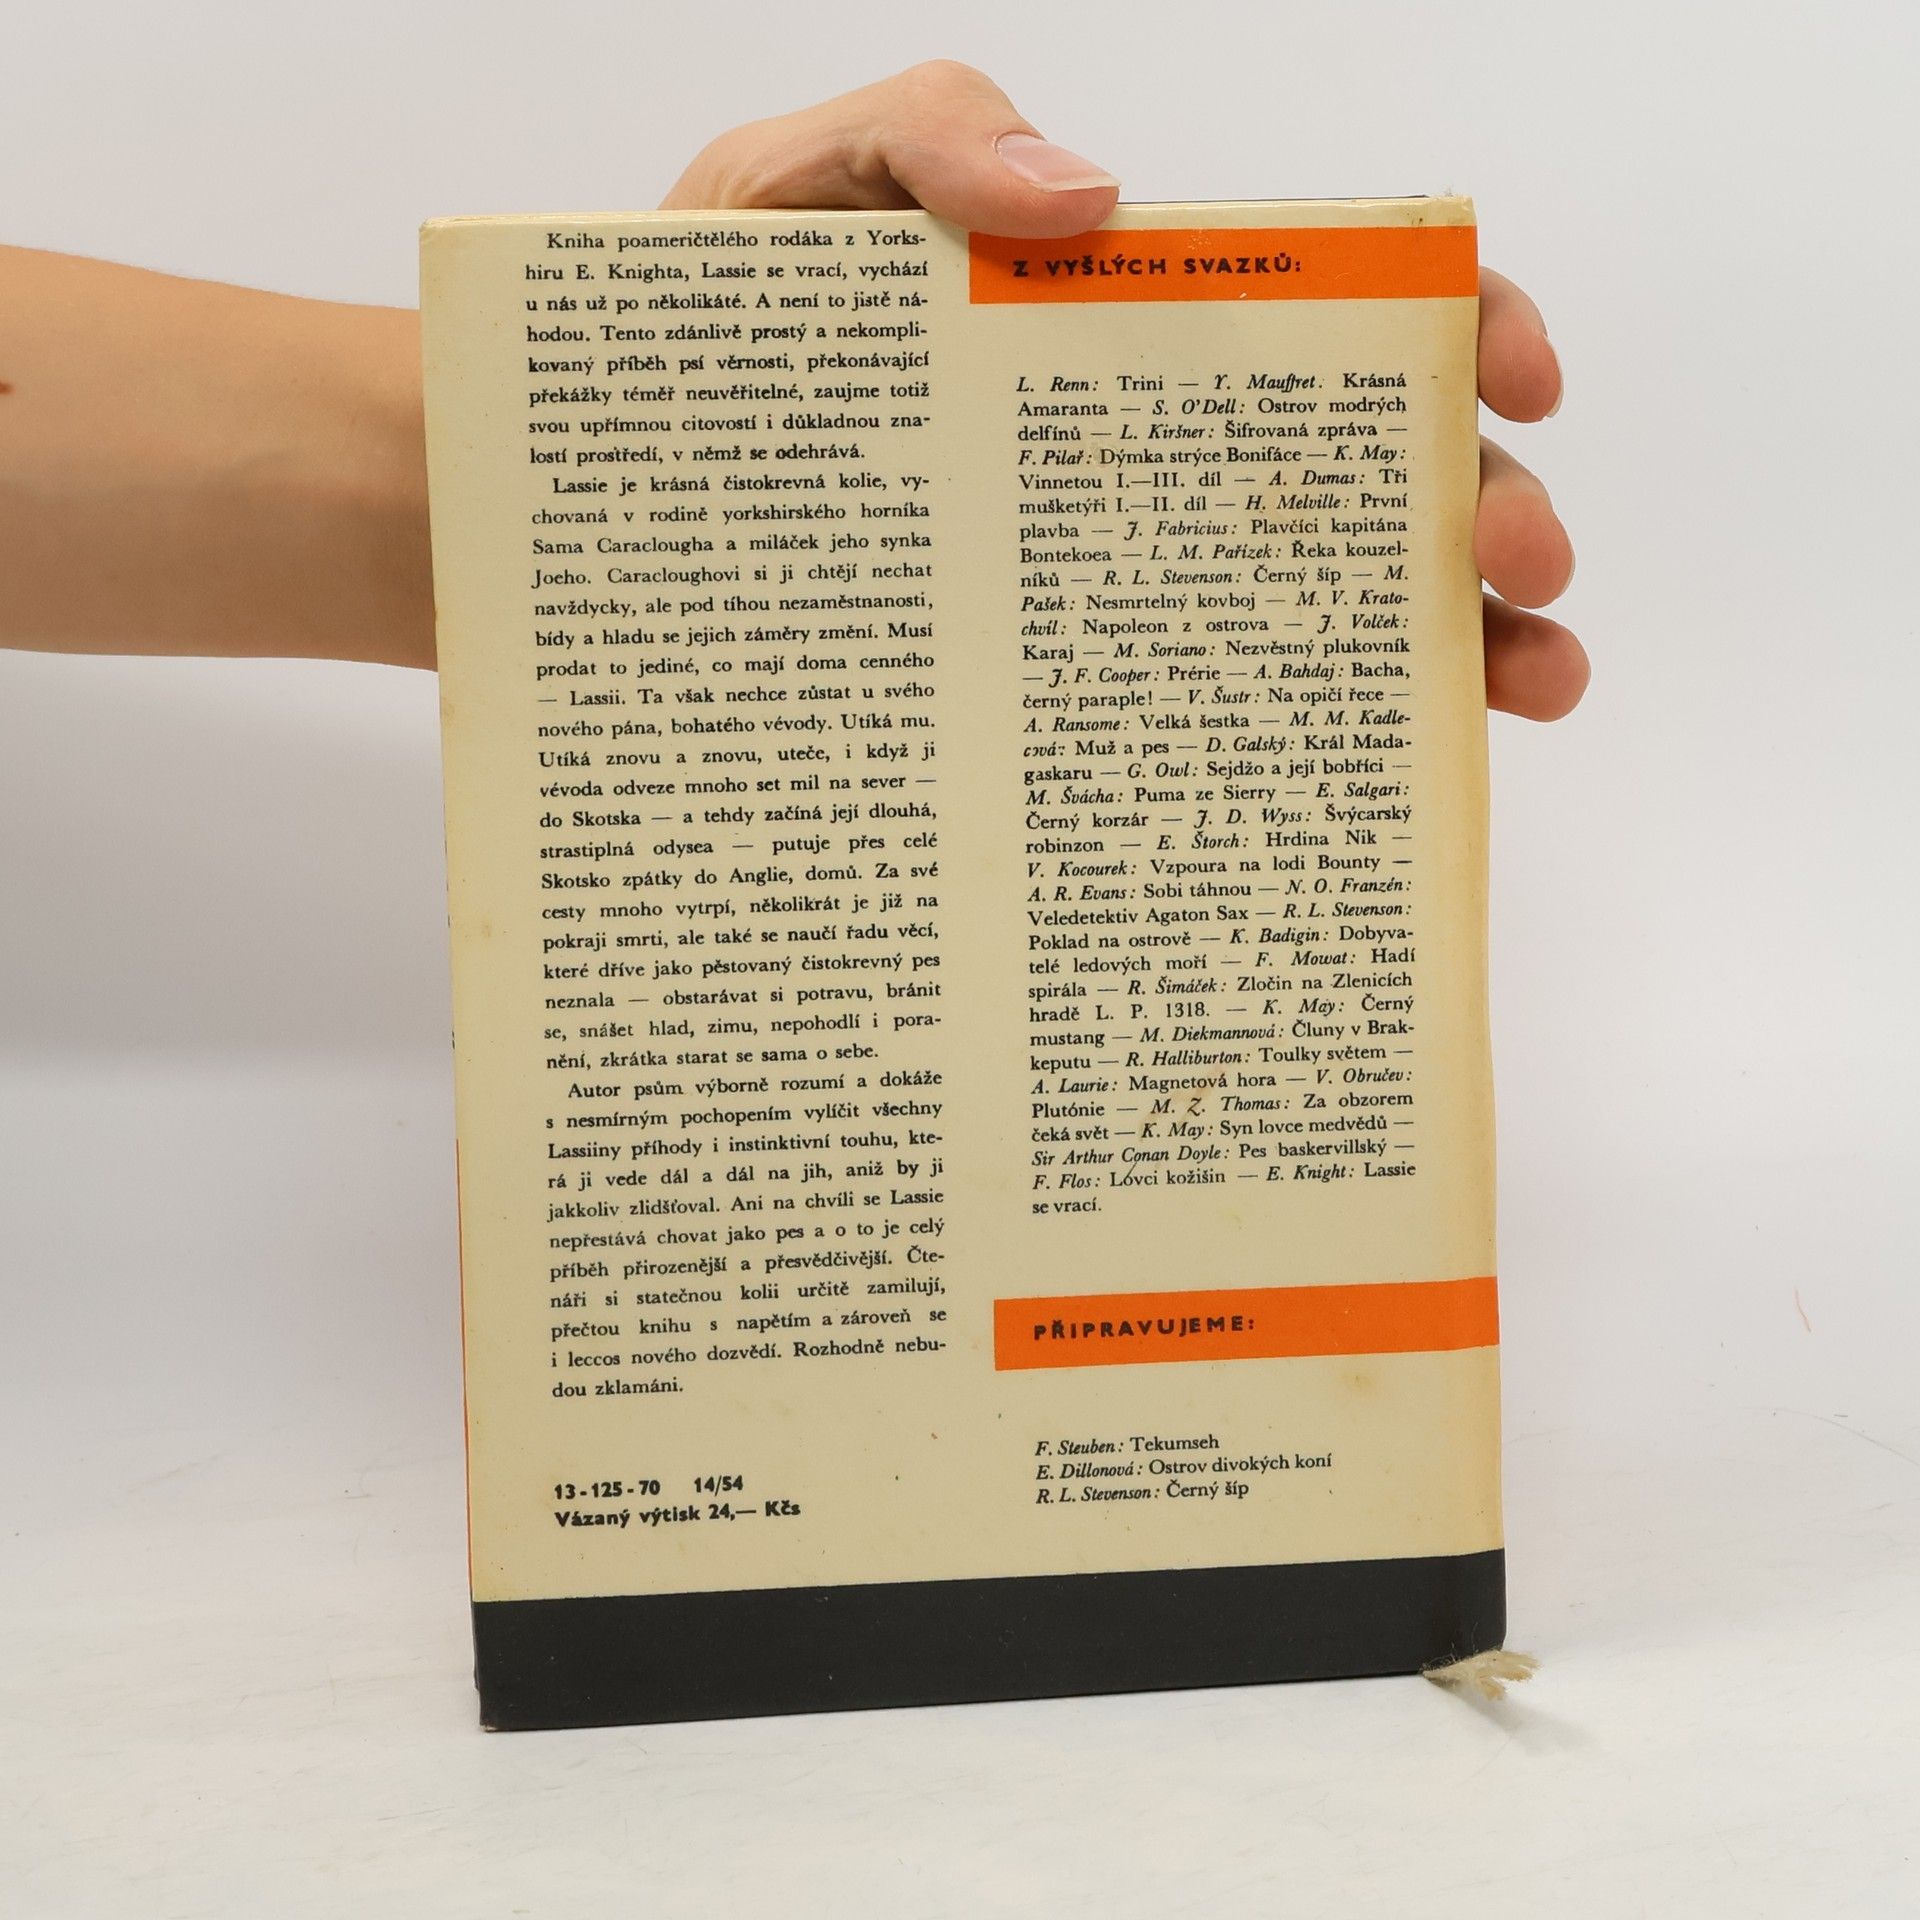 Kniha poameričtělého rodáka z Yorks-
hiru E. Knighta, Lassie se vrací, vychází
u nás už po několikáté. A není to jistě ná-
hodou. Tento zdánlivě prostý a nekompli-
kovaný příběh psí věrnosti, překonávající
překážky téměř neuvěřitelné, zaujme totiž
svou upřímnou citovostí i důkladnou zna-
lostí prostředí, v němž se odehrává.
Lassie je krásná čistokrevná kolie, vy-
chovaná v rodině yorkshirského horníka
Sama Caraclougha a miláček jeho synka
Joeho. Caracloughovi si ji chtějí nechat
navždycky, ale pod tíhou nezaměstnanosti,
bídy a hladu se jejich záměry změní. Musí
prodat to jediné, co mají doma cenného
— Lassii. Ta však nechce zůstat u svého
nového pána, bohatého vévody. Utíká mu.
Utíká znovu a znovu, uteče, i když ji
vévoda odveze mnoho set mil na sever —
do Skotska — a tehdy začíná její dlouhá,
strastiplná odysea — putuje přes celé
Skotsko zpátky do Anglie, domů. Za své
cesty mnoho vytrpí, několikrát je již na
pokraji smrti, ale také se naučí řadu věcí,
které dříve jako pěstovaný čistokrevný pes
neznala — obstarávat si potravu, bránit
se, snášet hlad, zimu, nepohodlí i pora-
nění, zkrátka starat se sama o sebe.
Autor psům výborně rozumí a dokáže
s nesmírným pochopením vylíčit všechny
Lassiiny příhody i instinktivní touhu, kte-
rá ji vede dál a dál na jih, aniž by ji
jakkoliv zlidšťoval. Ani na chvíli se Lassie
nepřestává chovat jako pes a o to je celý
příběh přirozenější a přesvědčivější. Čte-
náři si statečnou kolii určitě zamilují,
přečtou knihu s napětím a zároveň se
i leccos nového dozvědí. Rozhodně nebu-
dou zklamáni.
13-125-70 14/54
Vázaný výtisk 24,— Kčs
Z VYŠLÝCH SVAZKŮ:
L. Renn: Trini — Y. Mauffret: Krásná
Amaranta — S. O'Dell: Ostrov modrých
delfínů — L. Kiršner: Šifrovaná zpráva —
F. Pilař: Dýmka strýce Bonifáce — K. May:
Vinnetou I.—III. díl — A. Dumas: Tři
mušketýři I.—II. díl — H. Melville: První
plavba — J. Fabricius: Plavčíci kapitána
Bontekoea — L. M. Pařízek: Řeka kouzel-
níků — R. L. Stevenson: Černý šíp — M.
Pašek: Nesmrtelný kovboj — M. V. Krato-
chvíl: Napoleon z ostrova — J. Volček:
Karaj — M. Soriano: Nezvěstný plukovník
— J. F. Cooper: Prérie — A. Bahdaj: Bacha,
černý paraple! — V. Šustr: Na opičí řece —
A. Ransome: Velká šestka — M. M. Kadle-
cová: Muž a pes — D. Galský: Král Mada-
gaskaru — G. Owl: Sejdžo a její bobříci —
M. Švácha: Puma ze Sierry — E. Salgari:
Černý korzár — J. D. Wyss: Švýcarský
robinzon — E. Štorch: Hrdina Nik —
V. Kocourek: Vzpoura na lodi Bounty —
A. R. Evans: Sobi táhnou — N. O. Franzén:
Veledetektiv Agaton Sax — R. L. Stevenson:
Poklad na ostrově — K. Badigin: Dobyva-
telé ledových moří — F. Mowat: Hadí
spirála — R. Šimáček: Zločin na Zlenicích
hradě L. P. 1318. — K. May: Černý
mustang — M. Diekmannová: Čluny v Brak-
keputu — R. Halliburton: Toulky světem —
A. Laurie: Magnetová hora — V. Obručev:
Plutónie — M. Z. Thomas: Za obzorem
čeká svět — K. May: Syn lovce medvědů —
Sir Arthur Conan Doyle: Pes baskervillský —
F. Flos: Lovci kožišin — E. Knight: Lassie
se vrací.
PŘIPRAVUJEME:
F. Steuben: Tekumseh
E. Dillonová: Ostrov divokých koní
R. L. Stevenson: Černý šíp